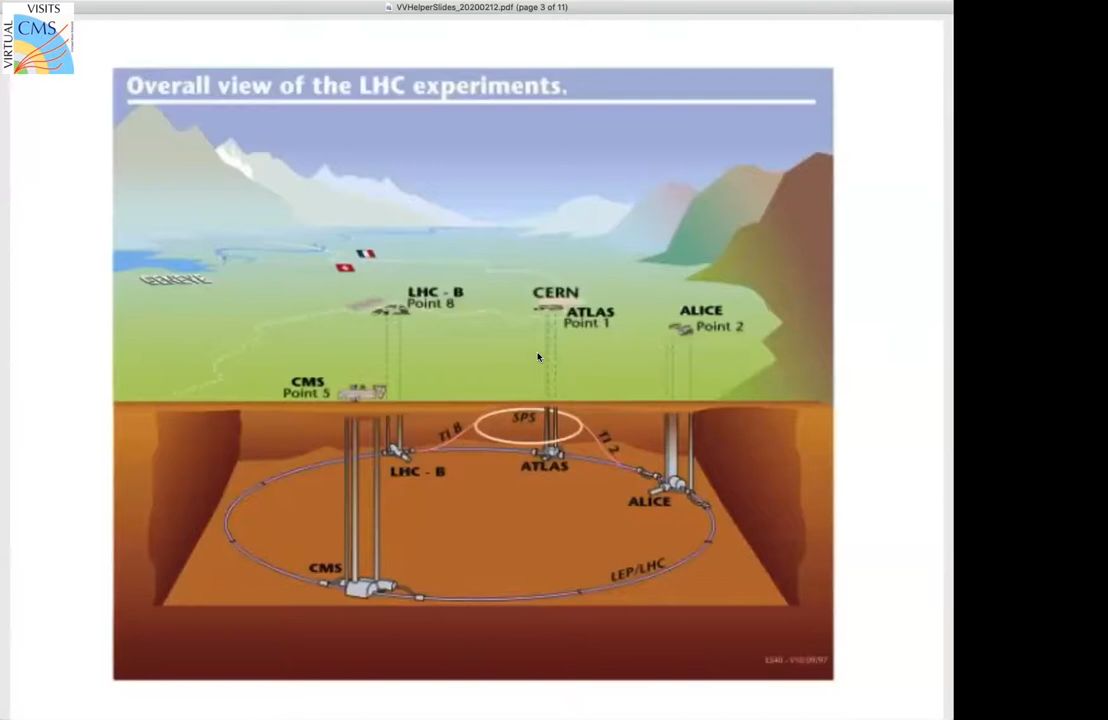 VVHelperSlides_20200212.pdf (page 3 of 11)
VISITS
VIRTUAL
CMS
Overall view of the LHC experiments.
LHC - B
Point 8
CERN
ATLAS
Point 1
ALICE
Point 2
CMS
Point 5
SPS
TI 8
TI 2
LHC - B
ATLAS
ALICE
CMS
LEP/LHC